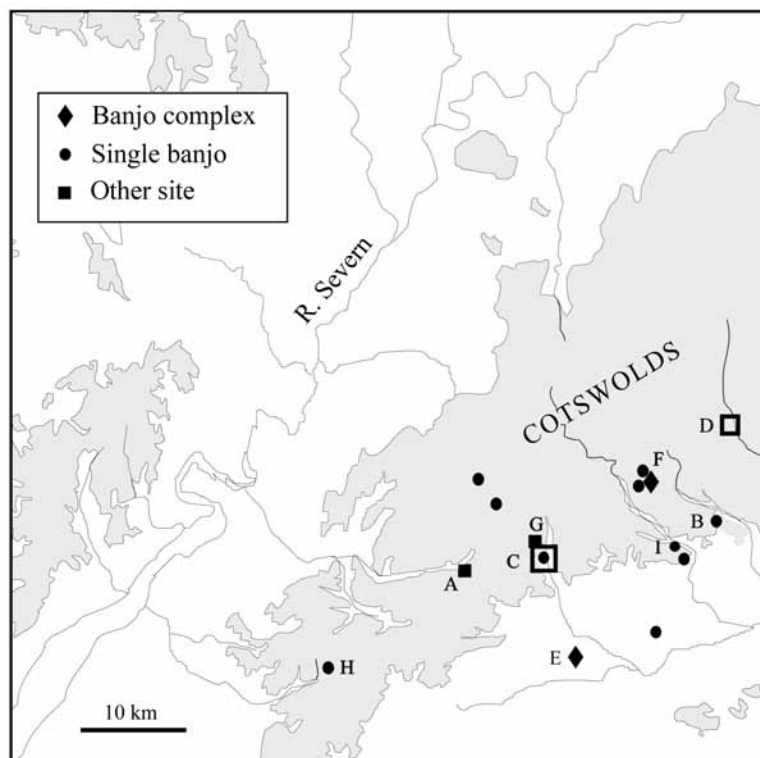 Banjo complex
Single banjo
Other site
R. Severn
COTSWOLDS
D
F
B
G
I
C
A
E
H
10 km